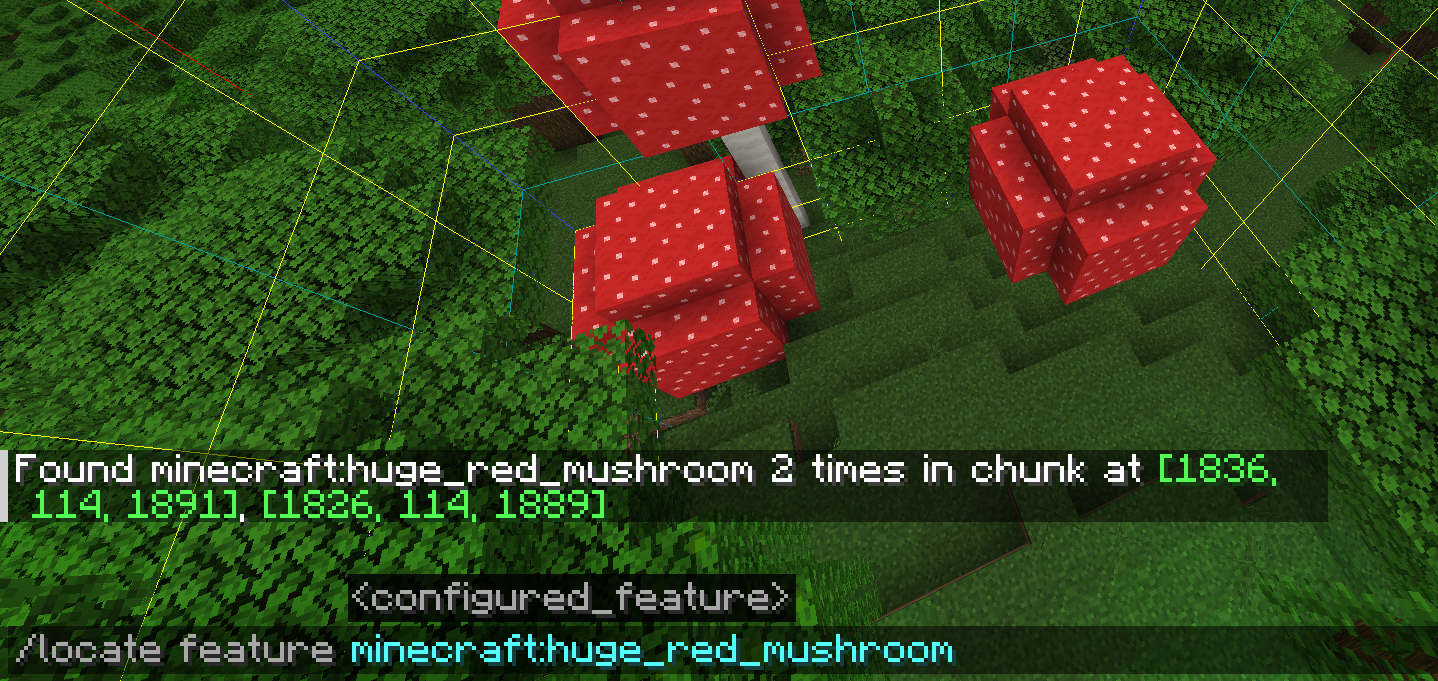 Found minecraft:huge_red_mushroom 2 times in chunk at [1836,
114, 1891], [1826, 114, 1889]
<configured_feature>
/locate feature minecraft:huge_red_mushroom